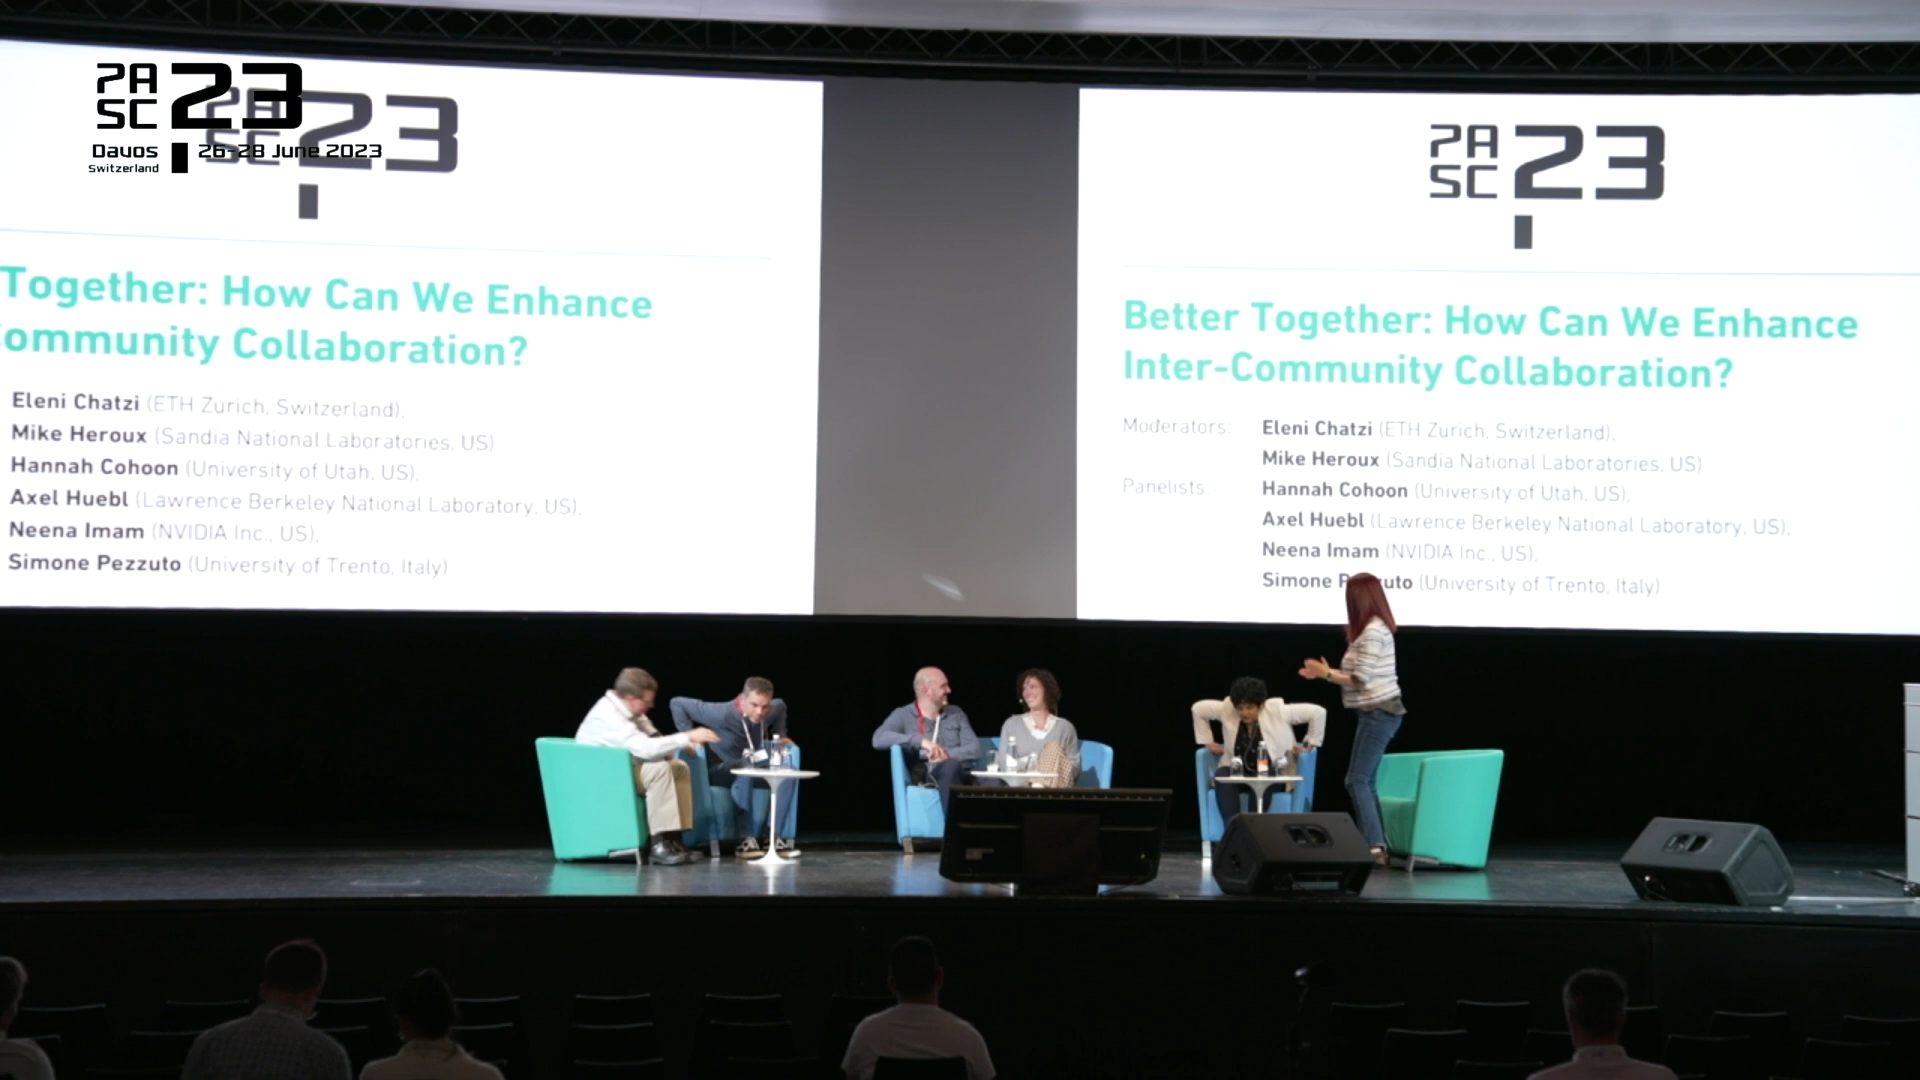 PA
SC 23
Davos
Switzerland
26-28 June 2023
PA
SC 23
Together: How Can We Enhance
Community Collaboration?
Eleni Chatzi (ETH Zurich, Switzerland),
Mike Heroux (Sandia National Laboratories, US)
Hannah Cohoon (University of Utah, US),
Axel Huebl (Lawrence Berkeley National Laboratory, US),
Neena Imam (NVIDIA Inc., US),
Simone Pezzuto (University of Trento, Italy)
PA
SC 23
Better Together: How Can We Enhance
Inter-Community Collaboration?
Moderators: Eleni Chatzi (ETH Zurich, Switzerland),
Mike Heroux (Sandia National Laboratories, US)
Panelists Hannah Cohoon (University of Utah, US),
Axel Huebl (Lawrence Berkeley National Laboratory, US),
Neena Imam (NVIDIA Inc., US),
Simone P uto (University of Trento, Italy)